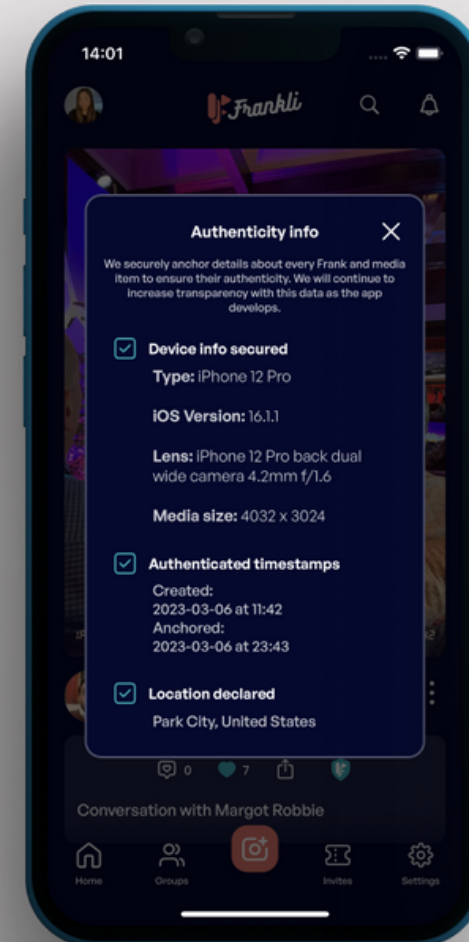 14:01
Frankli
Authenticity info
We securely anchor details about every Frank and media
item to ensure their authenticity. We will continue to
increase transparency with this data as the app
develops.
Device info secured
Type: iPhone 12 Pro
iOS Version: 16.1.1
Lens: iPhone 12 Pro back dual
wide camera 4.2mm f/1.6
Media size: 4032 x 3024
Authenticated timestamps
Created:
2023-03-06 at 11:42
Anchored:
2023-03-06 at 23:43
Location declared
Park City, United States
0 7
Conversation with Margot Robbie
Home Groups Invites Settings